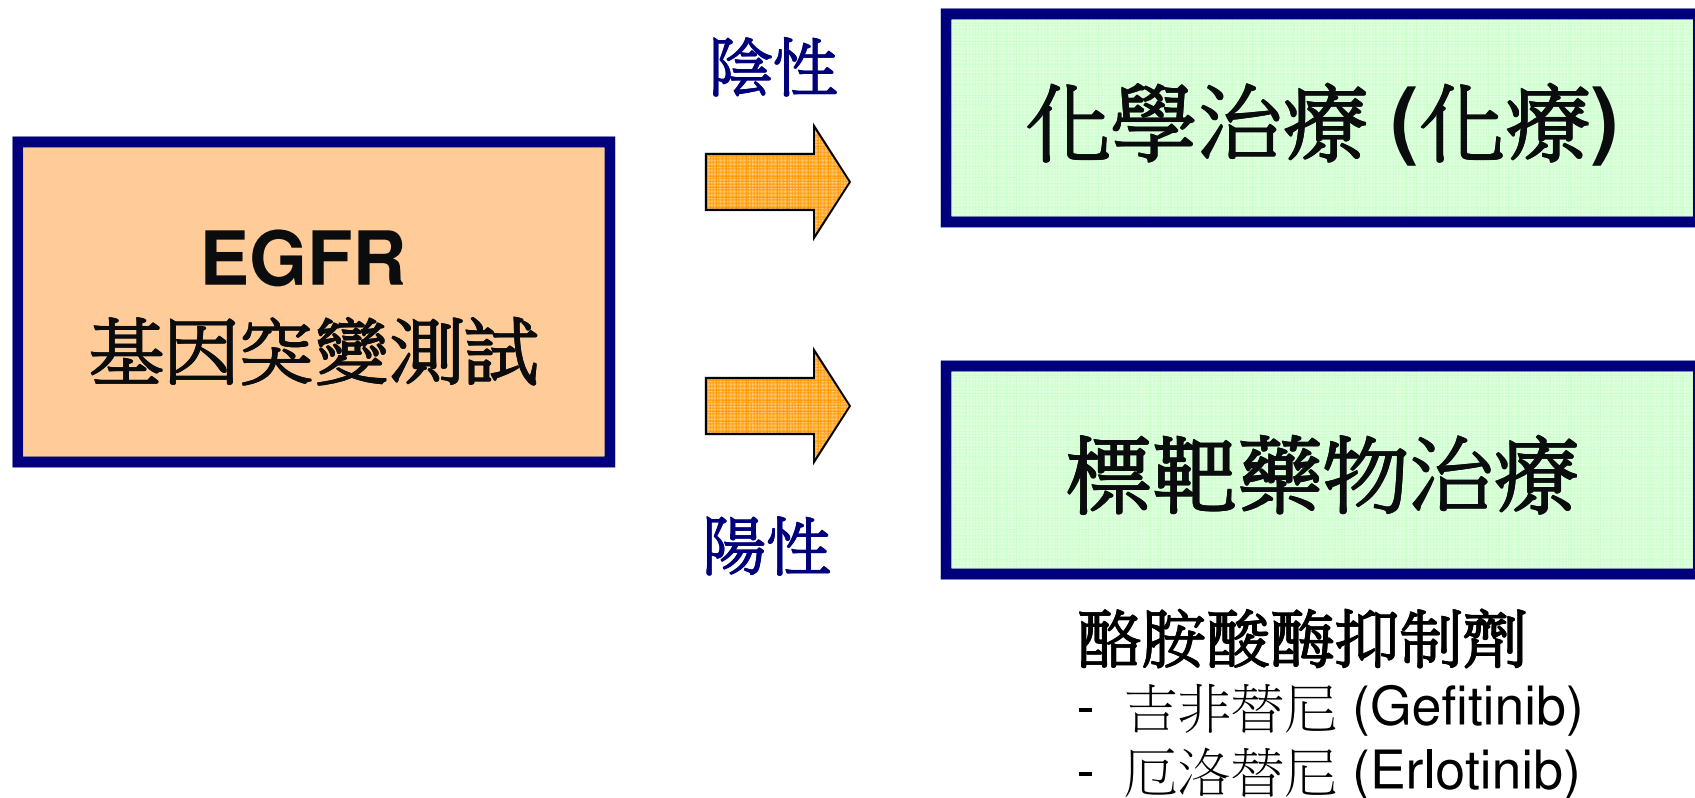 陰性
化學治療 (化療)
EGFR
基因突變測試
標靶藥物治療
陽性
酪胺酸酶抑制劑
- 吉非替尼 (Gefitinib)
- 厄洛替尼 (Erlotinib)